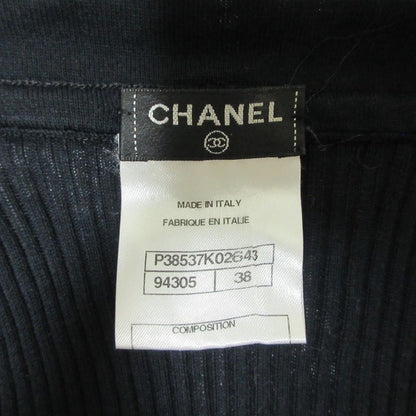 CHANEL
MADE IN ITALY
FABRIQUE EN ITALIE
P38537K02643
94305 38
COMPOSITION